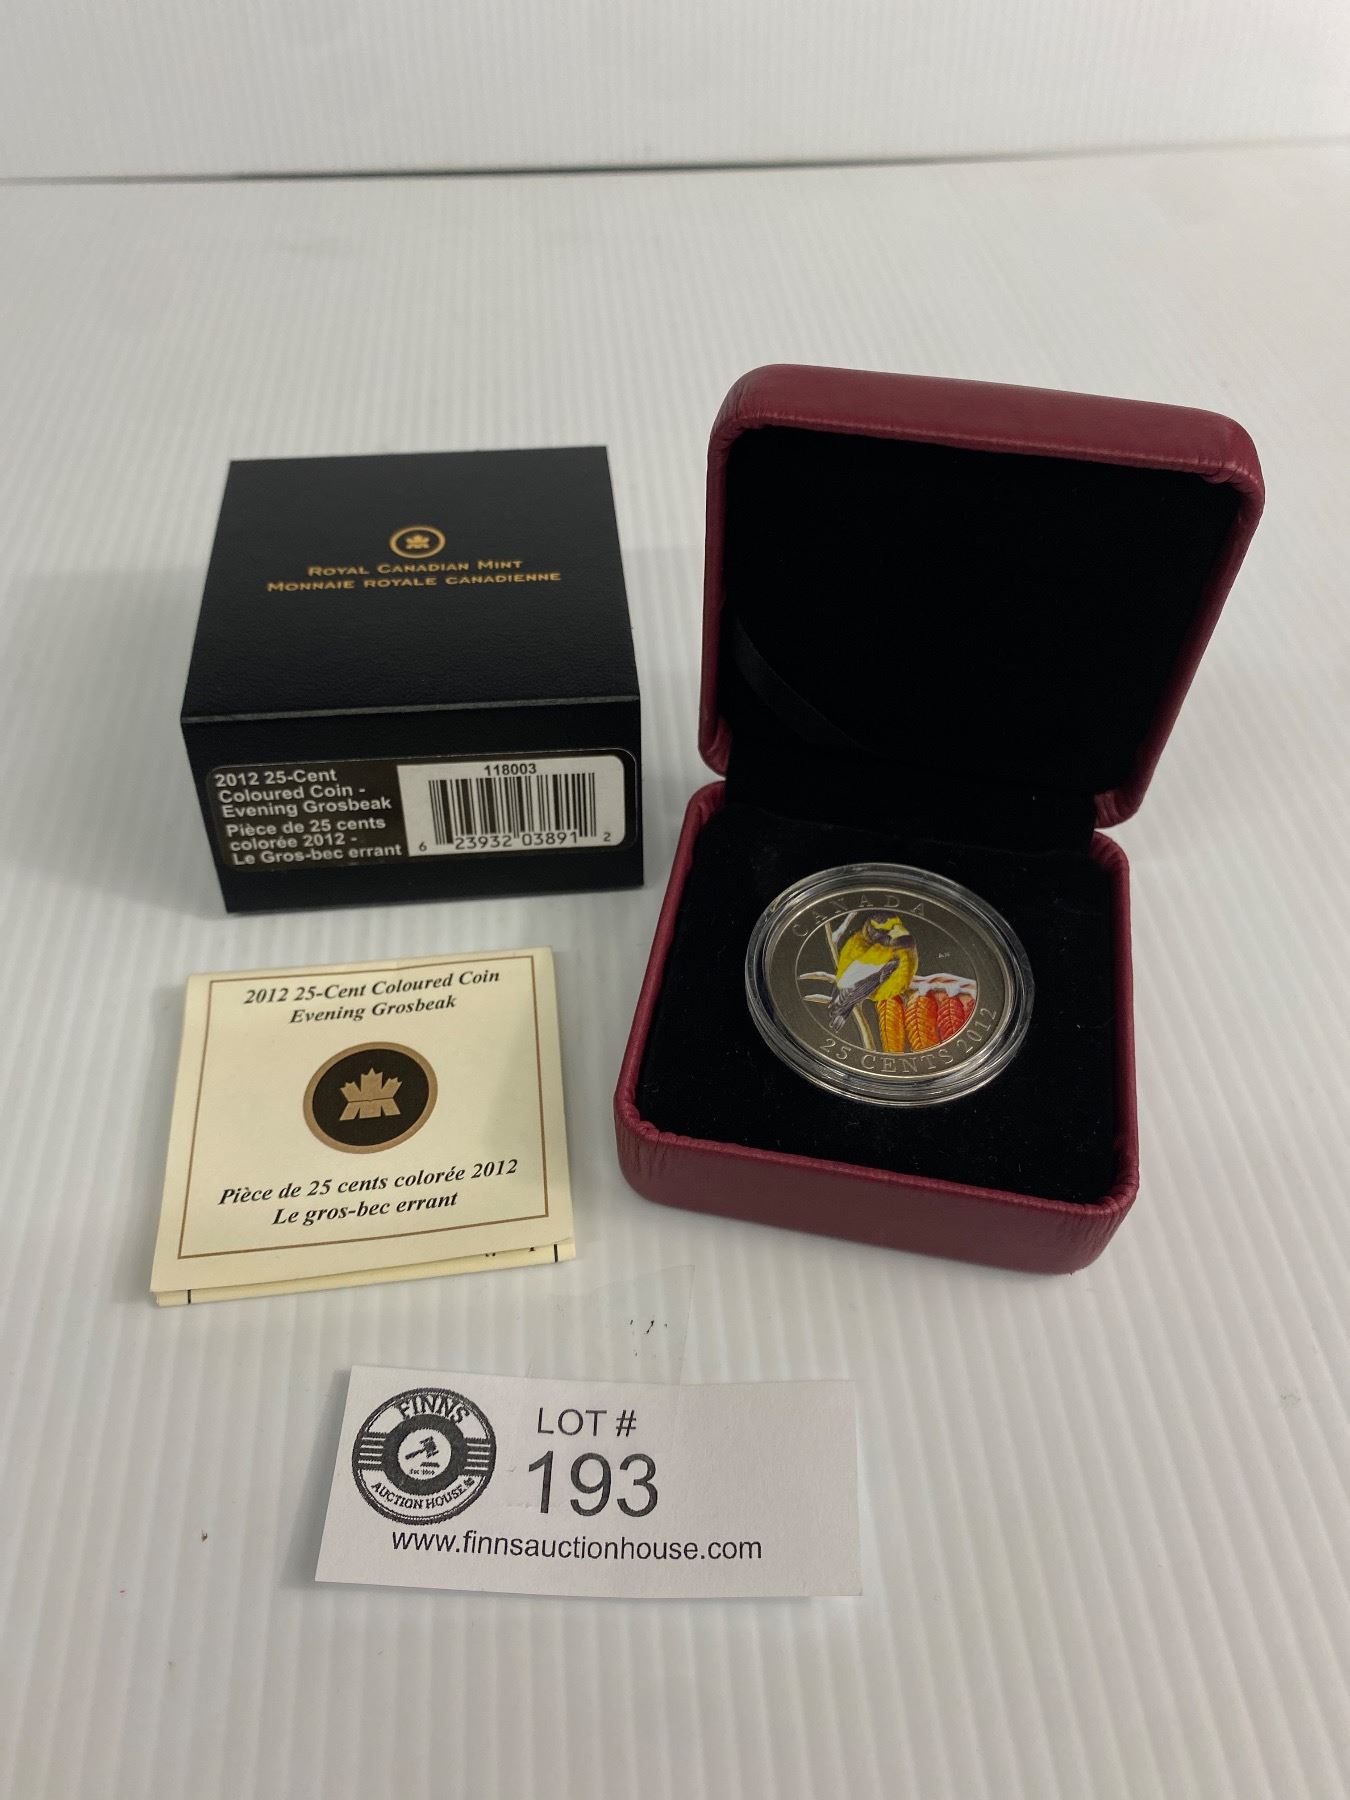 ROYAL CANADIAN MINT
MONNAIE ROYALE CANADIENNE
2012 25-Cent
Coloured Coin -
Evening Grosbeak
Pièce de 25 cents
colorée 2012 -
Le Gros-bec errant
118003
6 23932 03891 2
2012 25-Cent Coloured Coin
Evening Grosbeak
Pièce de 25 cents colorée 2012
Le gros-bec errant
CANADA
25 CENTS 2012
FINNS
AUCTION HOUSE
LOT #
193
www.finnsauctionhouse.com